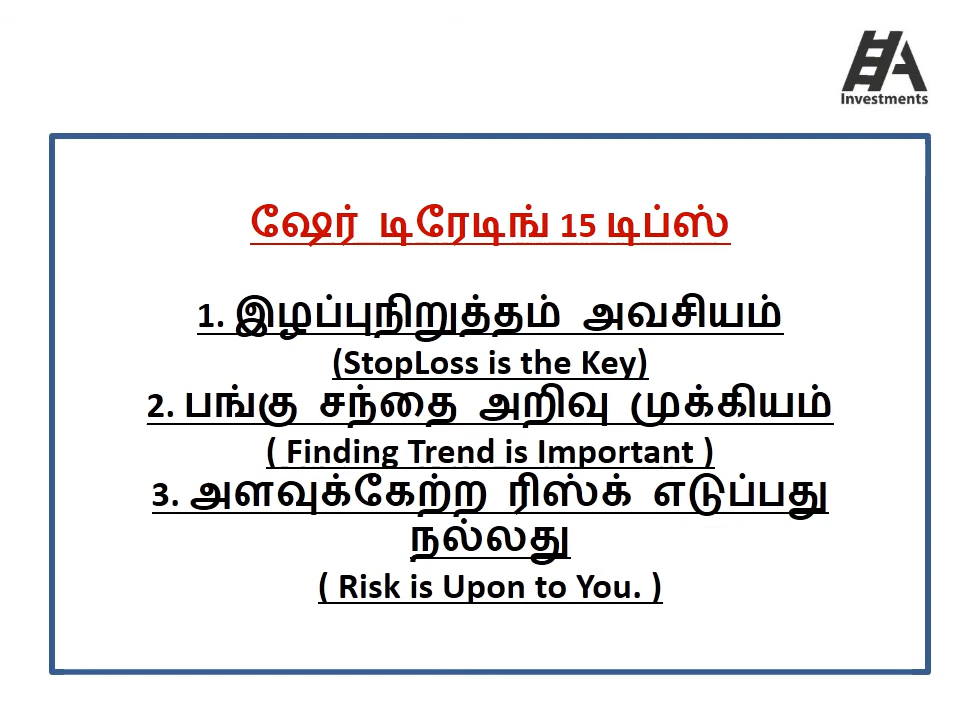 HA
Investments
ஷேர் டிரேடிங் 15 டிப்ஸ்
1. இழப்புநிறுத்தம் அவசியம்
(StopLoss is the Key)
2. பங்கு சந்தை அறிவு முக்கியம்
( Finding Trend is Important )
3. அளவுக்கேற்ற ரிஸ்க் எடுப்பது
நல்லது
( Risk is Upon to You. )